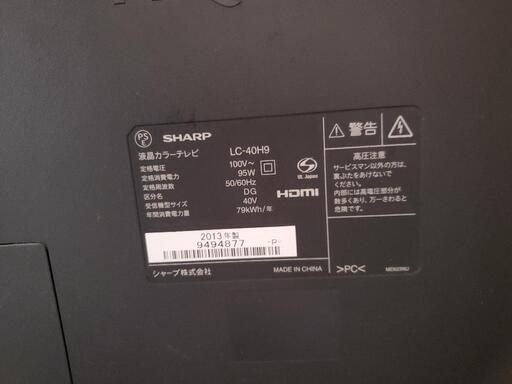 PS E
SHARP
液晶カラーテレビ LC-40H9
定格電圧 100V~
定格消費電力 95W
定格周波数 50/60Hz
区分名 DG
受信機型サイズ 40V
年間消費電力量 79kWh/年
S
UL Japan
HDMI
2013年製
9494877 -P-
シャープ株式会社
MADE IN CHINA
警告
高圧注意
サービスマン以外の方は、
裏ぶたをあけないで
ください。
内部には高電圧部分が
数多くあり、万一さわると
危険です。
>PC<